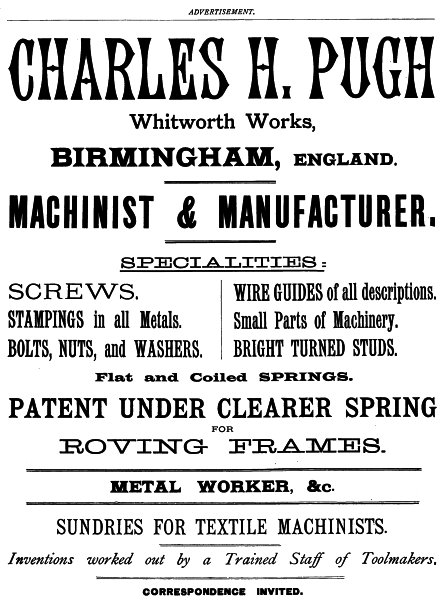 ADVERTISEMENT.
CHARLES H. PUGH
Whitworth Works,
BIRMINGHAM, ENGLAND.
MACHINIST & MANUFACTURER.
SPECIALITIES:
SCREWS.
STAMPINGS in all Metals.
BOLTS, NUTS, and WASHERS.
WIRE GUIDES of all descriptions.
Small Parts of Machinery.
BRIGHT TURNED STUDS.
Flat and Coiled SPRINGS.
PATENT UNDER CLEARER SPRING
FOR
ROVING FRAMES.
METAL WORKER, &c.
SUNDRIES FOR TEXTILE MACHINISTS.
Inventions worked out by a Trained Staff of Toolmakers.
CORRESPONDENCE INVITED.